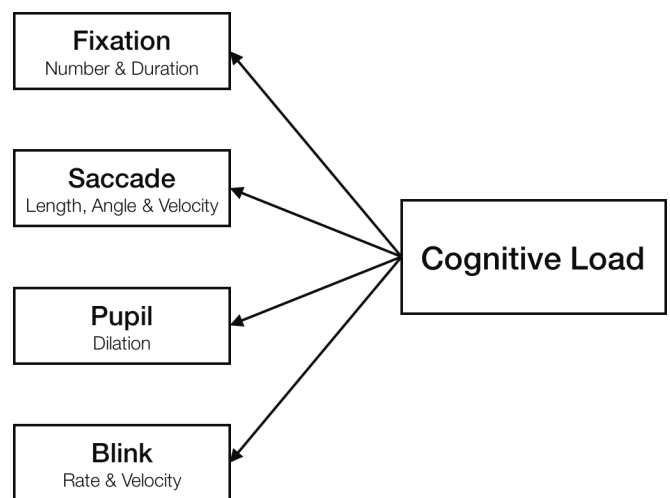 Fixation
Number & Duration
Saccade
Length, Angle & Velocity
Cognitive Load
Pupil
Dilation
Blink
Rate & Velocity